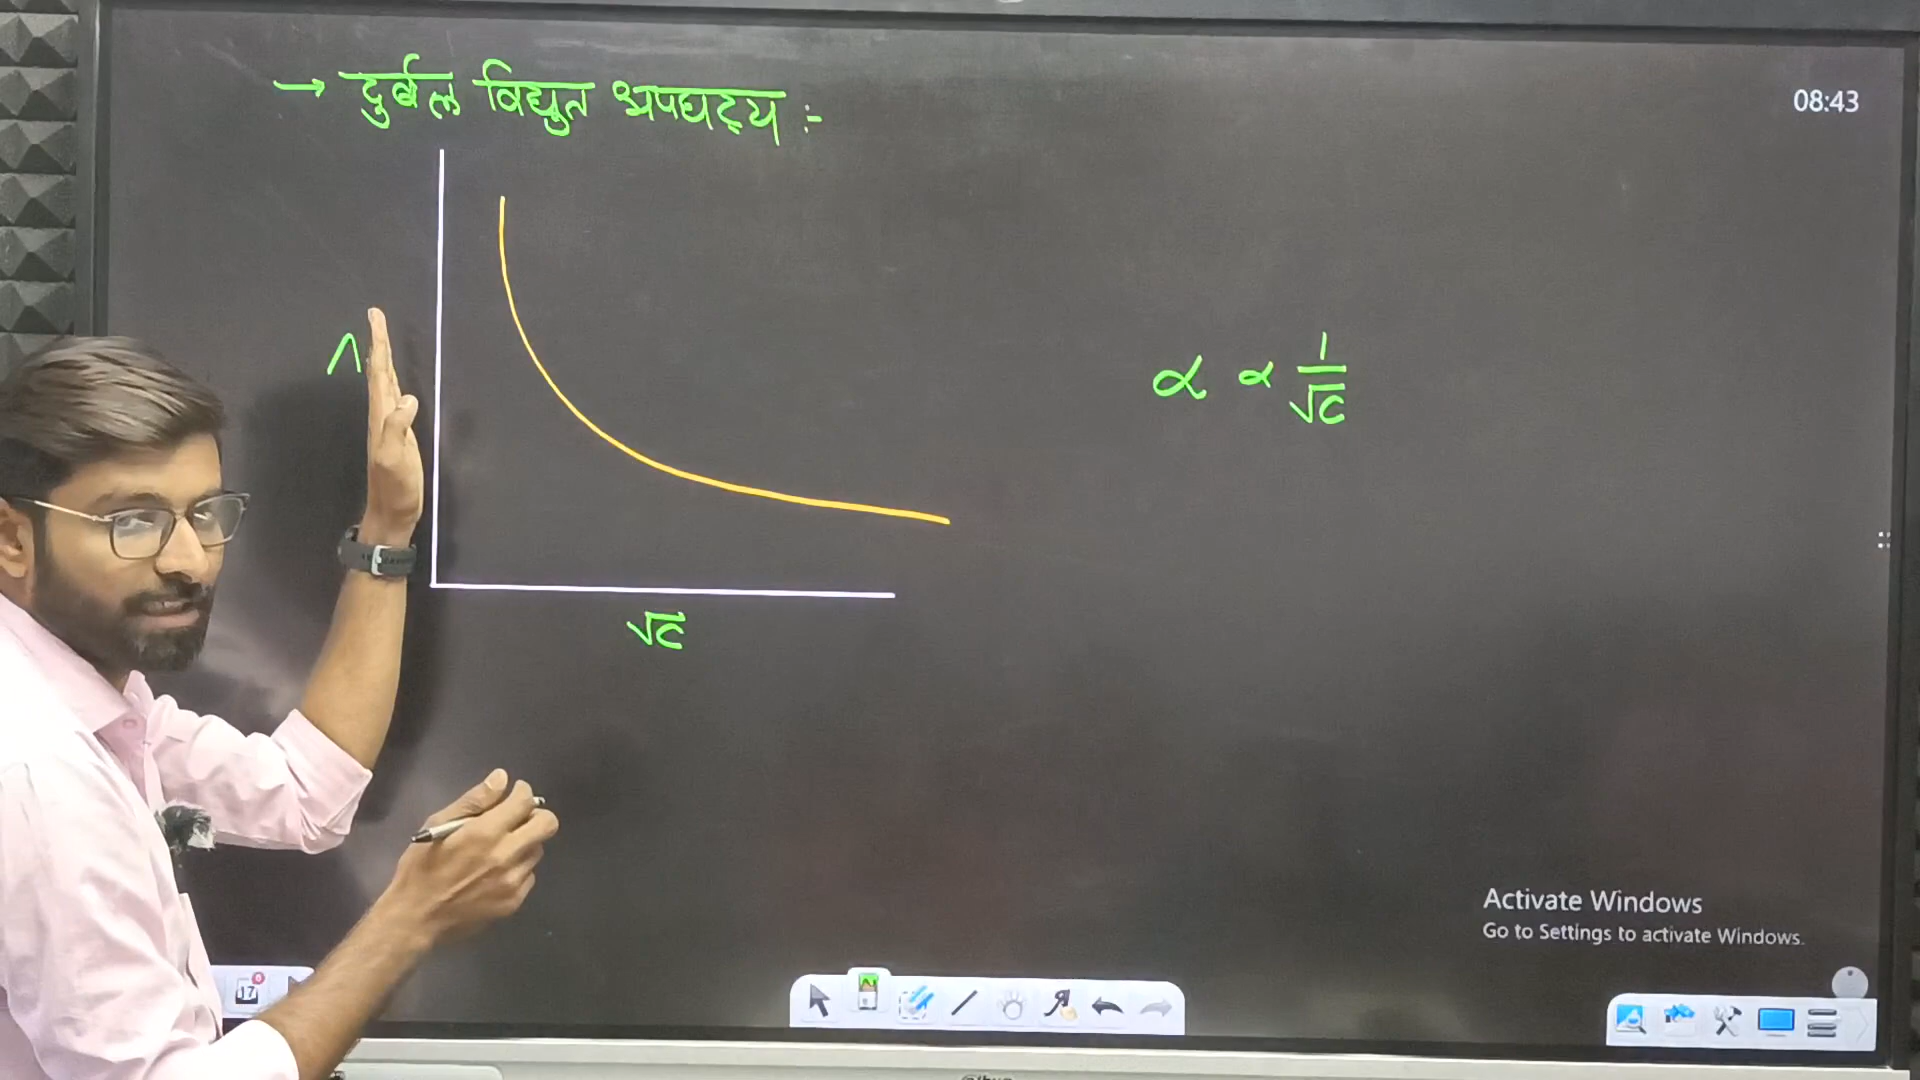 → दुर्बल विद्युत अपघट्य :-
08:43
Λ
α ∝ 1/√C
√C
Activate Windows
Go to Settings to activate Windows.
17